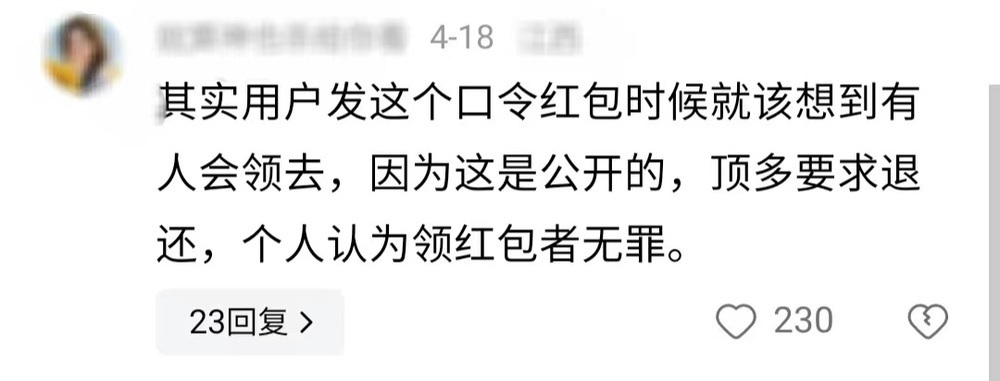 4-18
其实用户发这个口令红包时候就该想到有
人会领去，因为这是公开的，顶多要求退
还，个人认为领红包者无罪。
23回复 >
230